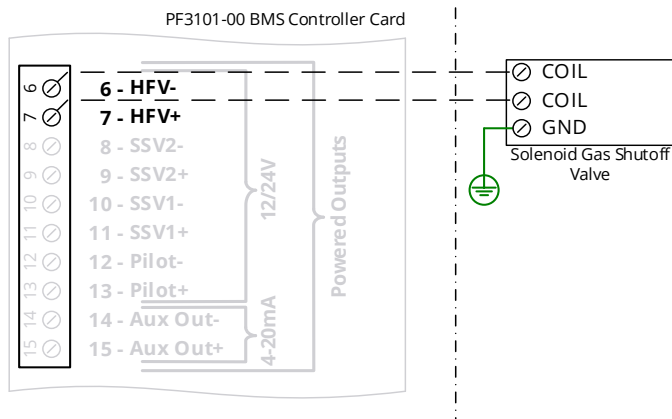 PF3101-00 BMS Controller Card
6 6 - HFV-
7 7 - HFV+
8 8 - SSV2-
9 9 - SSV2+
10 10 - SSV1-
11 11 - SSV1+
12 12 - Pilot-
13 13 - Pilot+
14 14 - Aux Out-
15 15 - Aux Out+
12/24V
4-20mA
Powered Outputs
COIL
COIL
GND
Solenoid Gas Shutoff
Valve